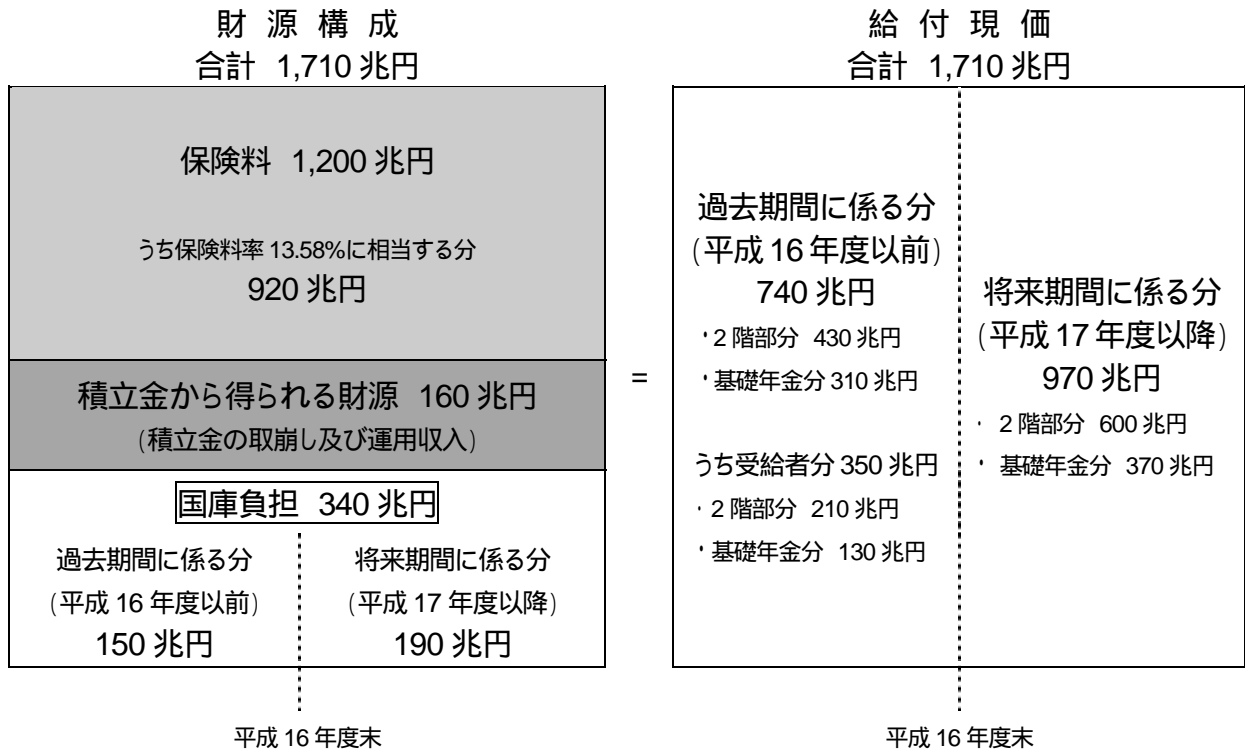 財 源 構 成
合計 1,710 兆円
保険料 1,200 兆円
うち保険料率 13.58%に相当する分
920 兆円
積立金から得られる財源 160 兆円
(積立金の取崩し及び運用収入)
国庫負担 340 兆円
過去期間に係る分
(平成 16 年度以前)
150 兆円
将来期間に係る分
(平成 17 年度以降)
190 兆円
平成 16 年度末
=
給 付 現 価
合計 1,710 兆円
過去期間に係る分
(平成 16 年度以前)
740 兆円
・2 階部分 430 兆円
・基礎年金分 310 兆円
うち受給者分 350 兆円
・2 階部分 210 兆円
・基礎年金分 130 兆円
将来期間に係る分
(平成 17 年度以降)
970 兆円
・ 2 階部分 600 兆円
・ 基礎年金分 370 兆円
平成 16 年度末